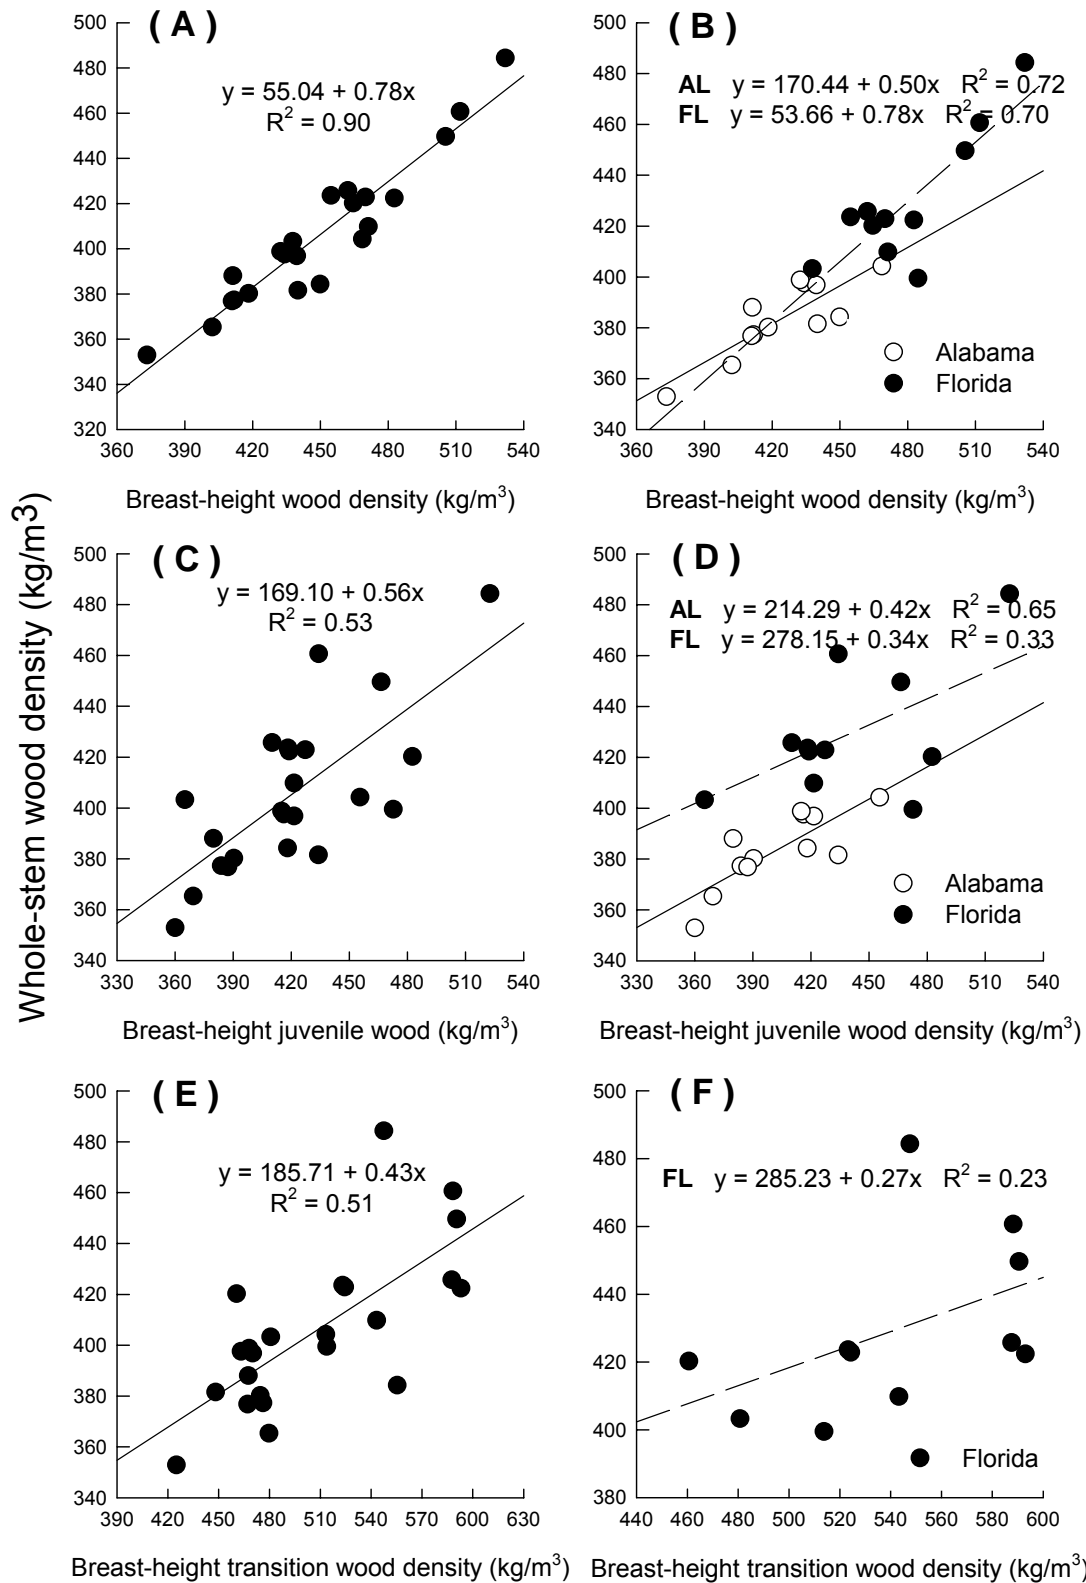 Whole-stem wood density (kg/m3)
( A )
y = 55.04 + 0.78x
R² = 0.90
500
480
460
440
420
400
380
360
340
320
360 390 420 450 480 510 540
Breast-height wood density (kg/m³)
( B )
AL y = 170.44 + 0.50x R² = 0.72
FL y = 53.66 + 0.78x R² = 0.70
500
480
460
440
420
400
380
360
340
Alabama
Florida
360 390 420 450 480 510 540
Breast-height wood density (kg/m³)
( C )
y = 169.10 + 0.56x
R² = 0.53
500
480
460
440
420
400
380
360
340
330 360 390 420 450 480 510 540
Breast-height juvenile wood (kg/m³)
( D )
AL y = 214.29 + 0.42x R² = 0.65
FL y = 278.15 + 0.34x R² = 0.33
500
480
460
440
420
400
380
360
340
Alabama
Florida
330 360 390 420 450 480 510 540
Breast-height juvenile wood density (kg/m³)
( E )
y = 185.71 + 0.43x
R² = 0.51
500
480
460
440
420
400
380
360
340
390 420 450 480 510 540 570 600 630
Breast-height transition wood density (kg/m³)
( F )
FL y = 285.23 + 0.27x R² = 0.23
500
480
460
440
420
400
380
Florida
440 460 480 500 520 540 560 580 600
Breast-height transition wood density (kg/m³)